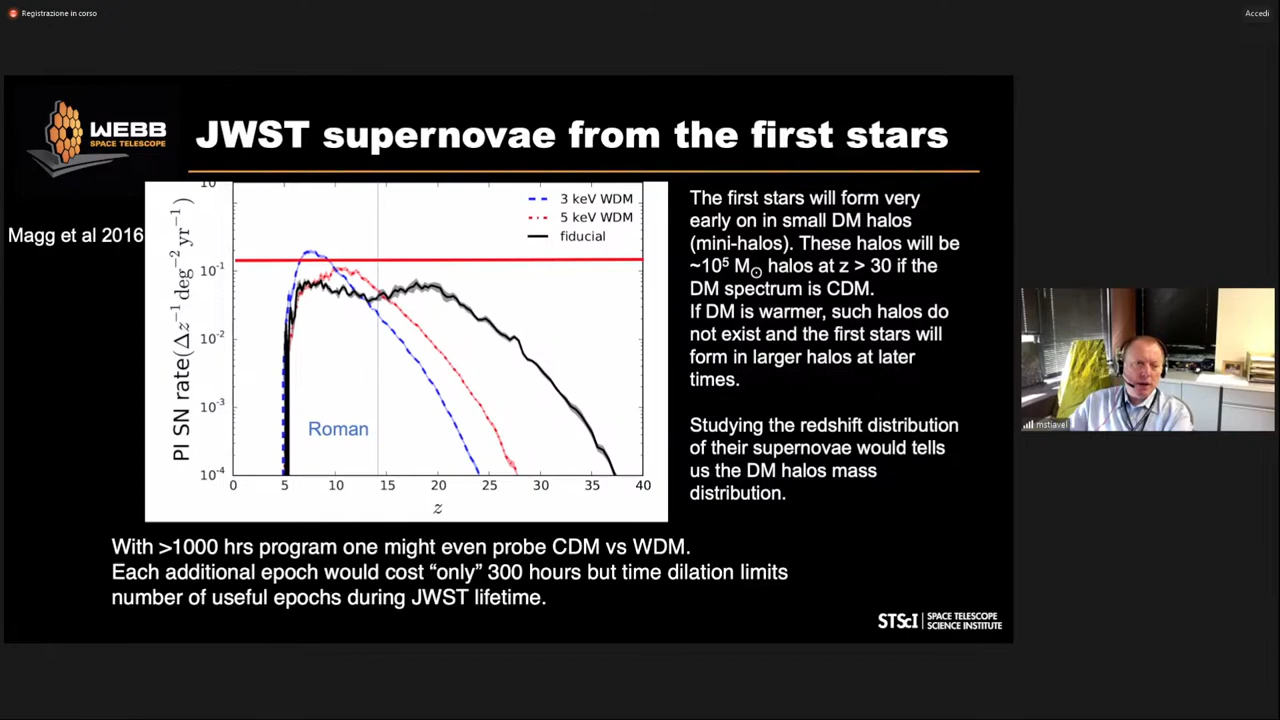 Registrazione in corso
Accedi
WEBB
SPACE TELESCOPE
JWST supernovae from the first stars
Magg et al 2016
PI SN rate(Δz⁻¹ deg⁻² yr⁻¹)
10
10⁻¹
10⁻²
10⁻³
10⁻⁴
3 keV WDM
5 keV WDM
fiducial
Roman
0 5 10 15 20 25 30 35 40
z
The first stars will form very
early on in small DM halos
(mini-halos). These halos will be
~10⁵ M☉ halos at z > 30 if the
DM spectrum is CDM.
If DM is warmer, such halos do
not exist and the first stars will
form in larger halos at later
times.
Studying the redshift distribution
of their supernovae would tells
us the DM halos mass
distribution.
With >1000 hrs program one might even probe CDM vs WDM.
Each additional epoch would cost “only” 300 hours but time dilation limits
number of useful epochs during JWST lifetime.
STScI | SPACE TELESCOPE
SCIENCE INSTITUTE
mstiavel